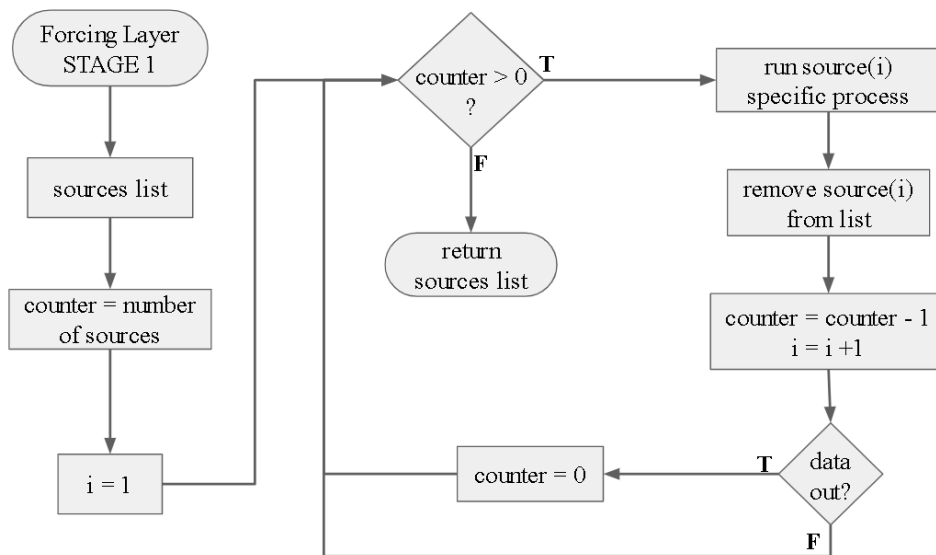 Forcing Layer
STAGE 1
sources list
counter = number
of sources
i = 1
counter > 0
?
T
F
return
sources list
run source(i)
specific process
remove source(i)
from list
counter = counter - 1
i = i +1
data
out?
T
F
counter = 0